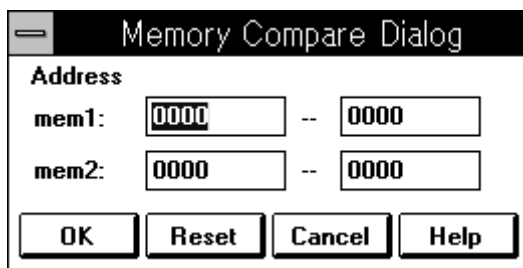 Memory Compare Dialog
Address
mem1: 0000 -- 0000
mem2: 0000 -- 0000
OK Reset Cancel Help